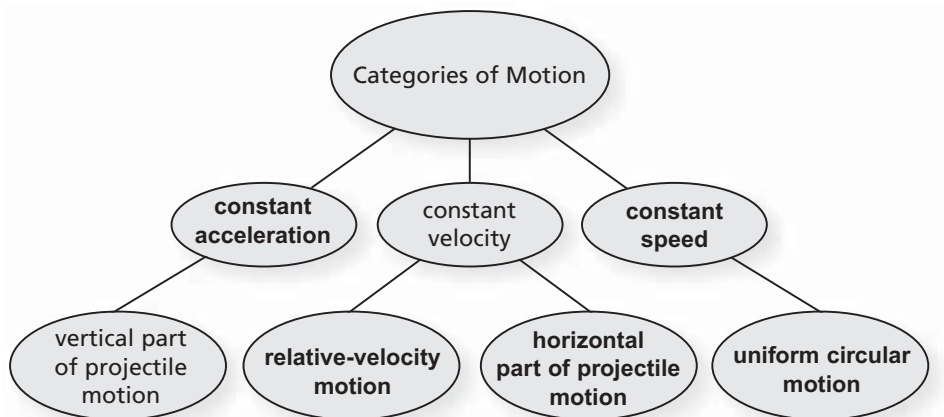 Categories of Motion
constant
acceleration
constant
velocity
constant
speed
vertical part
of projectile
motion
relative-velocity
motion
horizontal
part of projectile
motion
uniform circular
motion